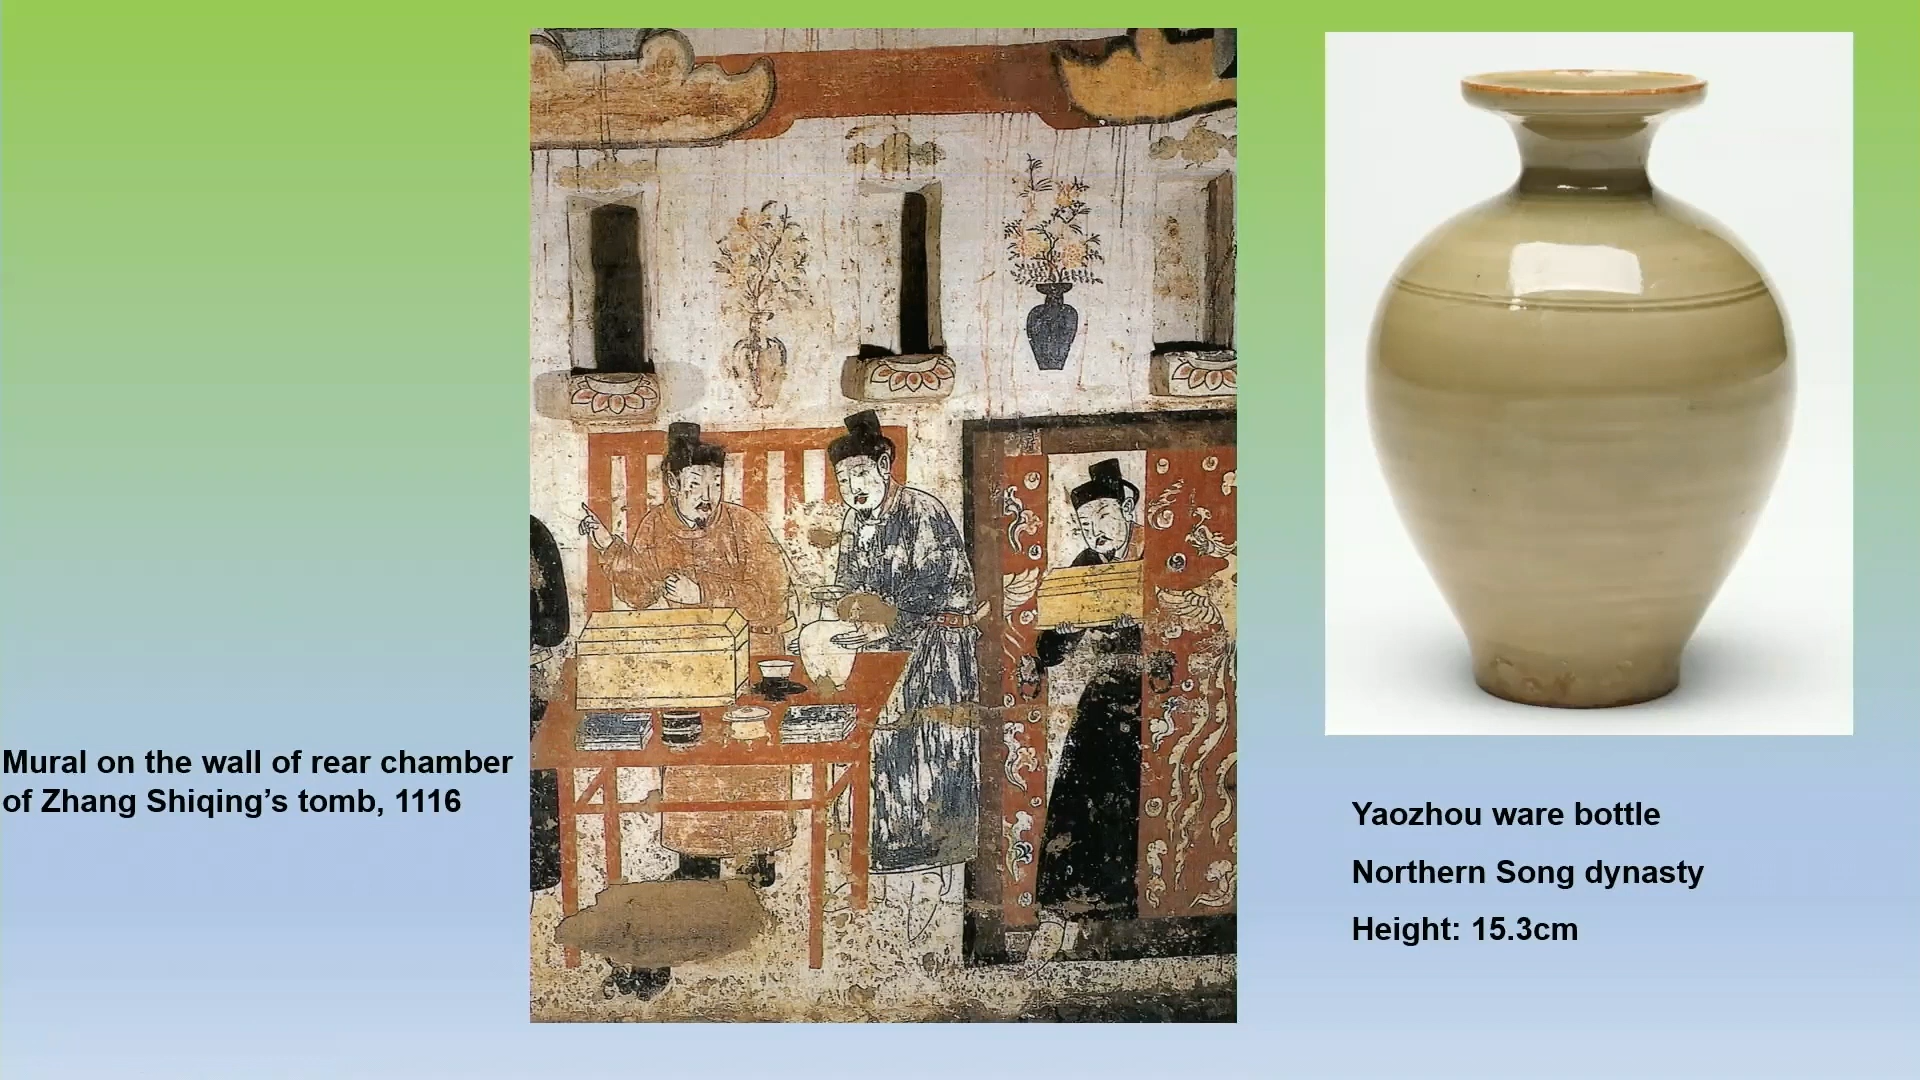 Mural on the wall of rear chamber
of Zhang Shiqing’s tomb, 1116
Yaozhou ware bottle
Northern Song dynasty
Height: 15.3cm